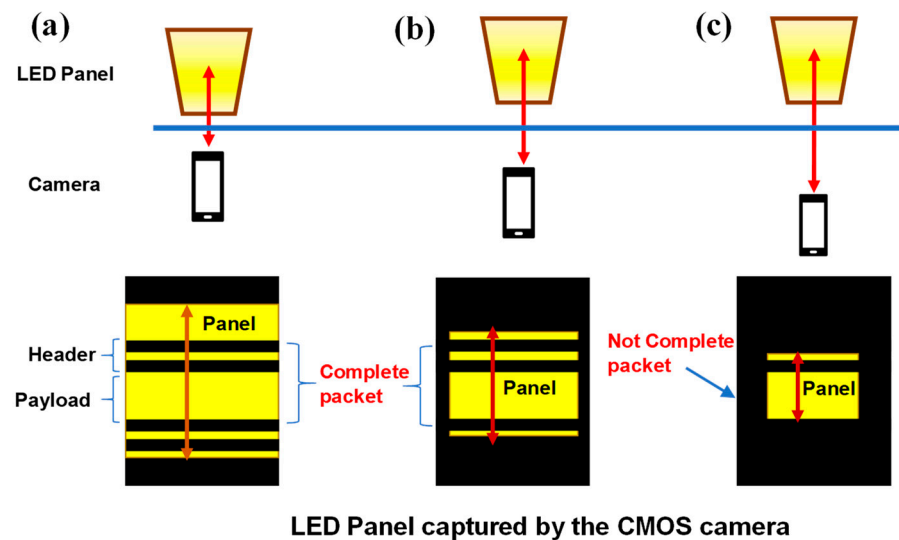 (a)
(b)
(c)
LED Panel
Camera
Panel
Header
Payload
Complete
packet
Panel
Not Complete
packet
Panel
LED Panel captured by the CMOS camera